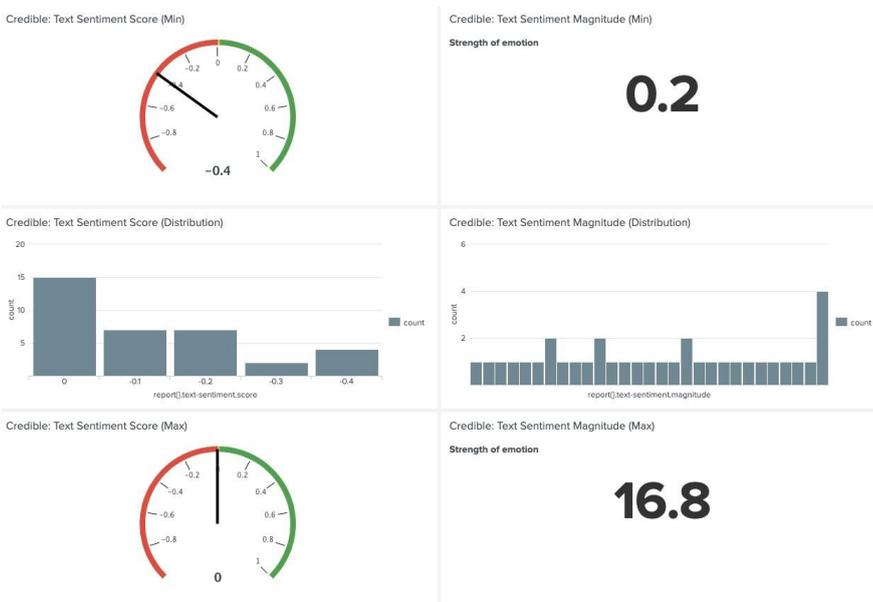 Credible: Text Sentiment Score (Min)
0
-0.2
0.2
0.4
-0.6
0.6
-0.8
0.8
1
-0.4
Credible: Text Sentiment Magnitude (Min)
Strength of emotion
0.2
Credible: Text Sentiment Score (Distribution)
20
15
10
5
count
0
-0.1
-0.2
-0.3
-0.4
report[].text-sentiment.score
count
Credible: Text Sentiment Magnitude (Distribution)
6
4
2
count
report[].text-sentiment.magnitude
count
Credible: Text Sentiment Score (Max)
-0.2
0.2
-0.4
0.4
-0.6
0.6
-0.8
0.8
1
0
Credible: Text Sentiment Magnitude (Max)
Strength of emotion
16.8